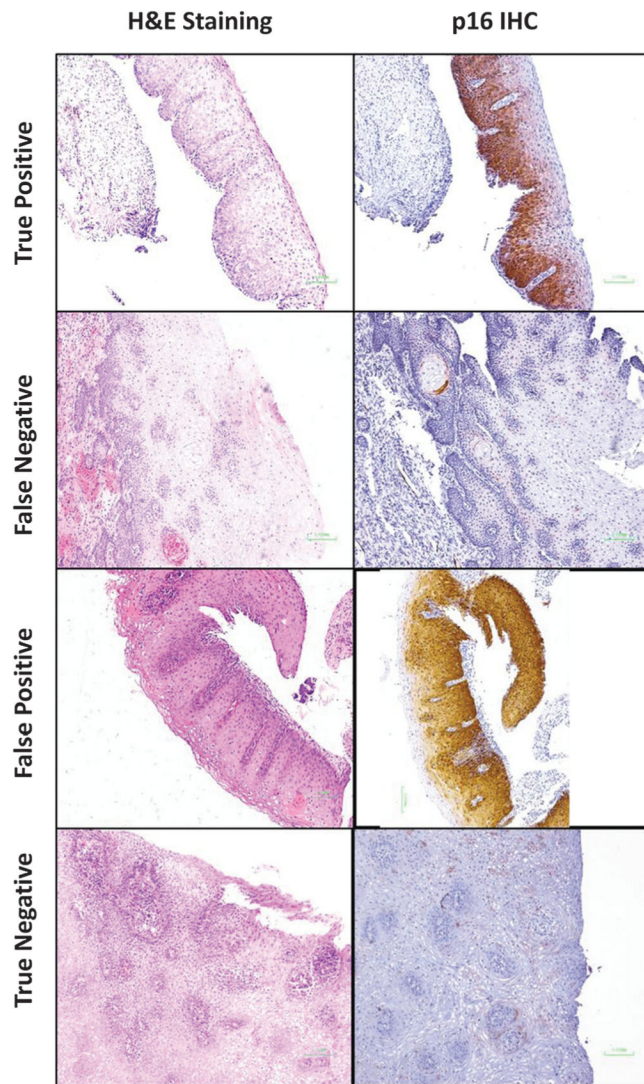 H&E Staining
p16 IHC
True Positive
False Negative
False Positive
True Negative